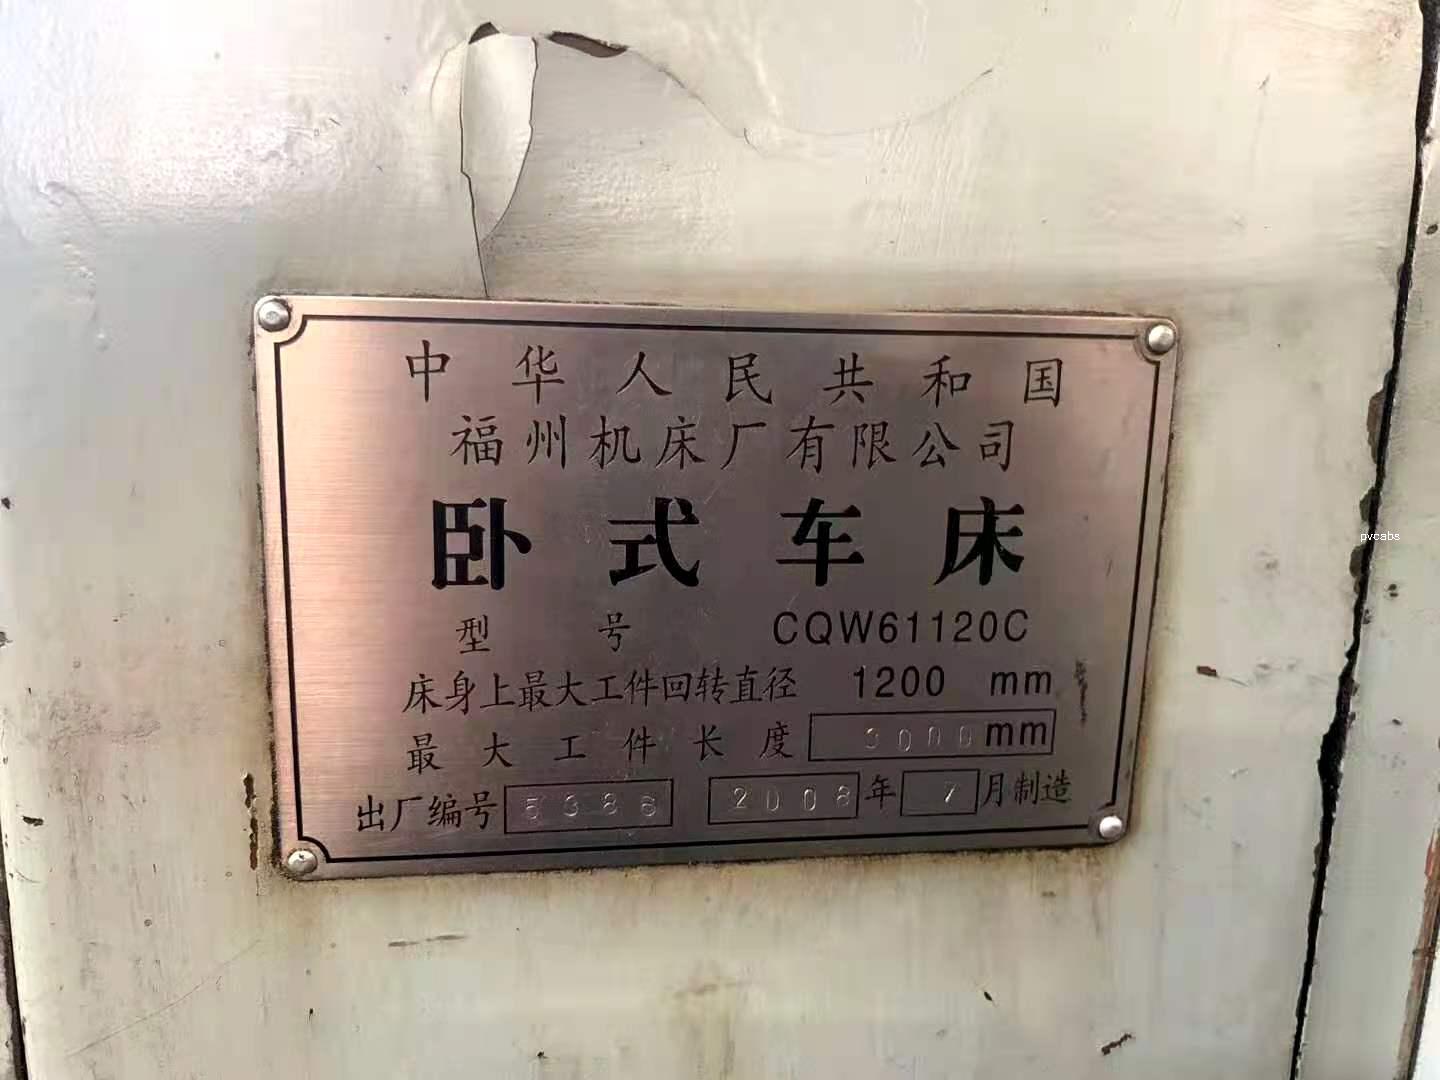 中华人民共和国
福州机床厂有限公司
卧式车床
型号 CQW61120C
床身上最大工件回转直径 1200 mm
最大工件长度 3000mm
出厂编号 5386 2008年 7月制造
pvcabs